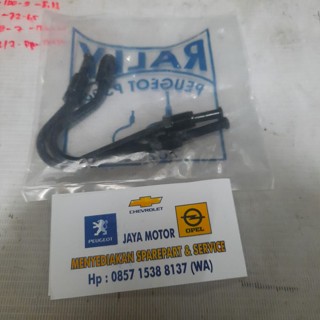 RALLY
PEUGEOT
CHEVROLET
PEUGEOT
OPEL
JAYA MOTOR
MENYEDIAKAN SPAREPART & SERVICE
Hp : 0857 1538 8137 (WA)